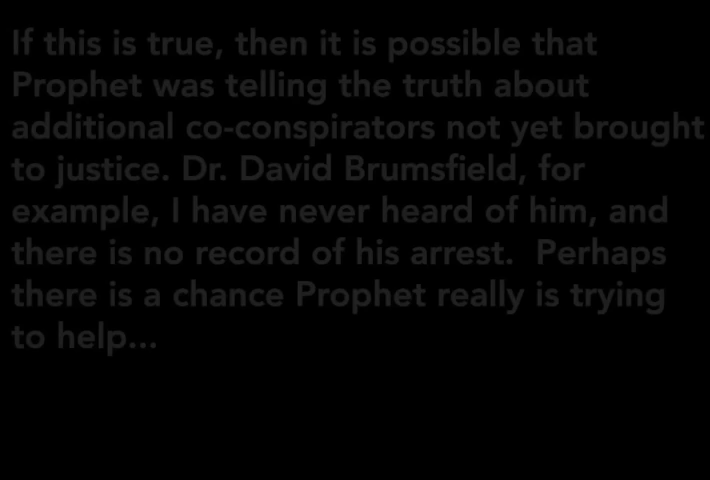 If this is true, then it is possible that
Prophet was telling the truth about
additional co-conspirators not yet brought
to justice. Dr. David Brumsfield, for
example, I have never heard of him, and
there is no record of his arrest.  Perhaps
there is a chance Prophet really is trying
to help...